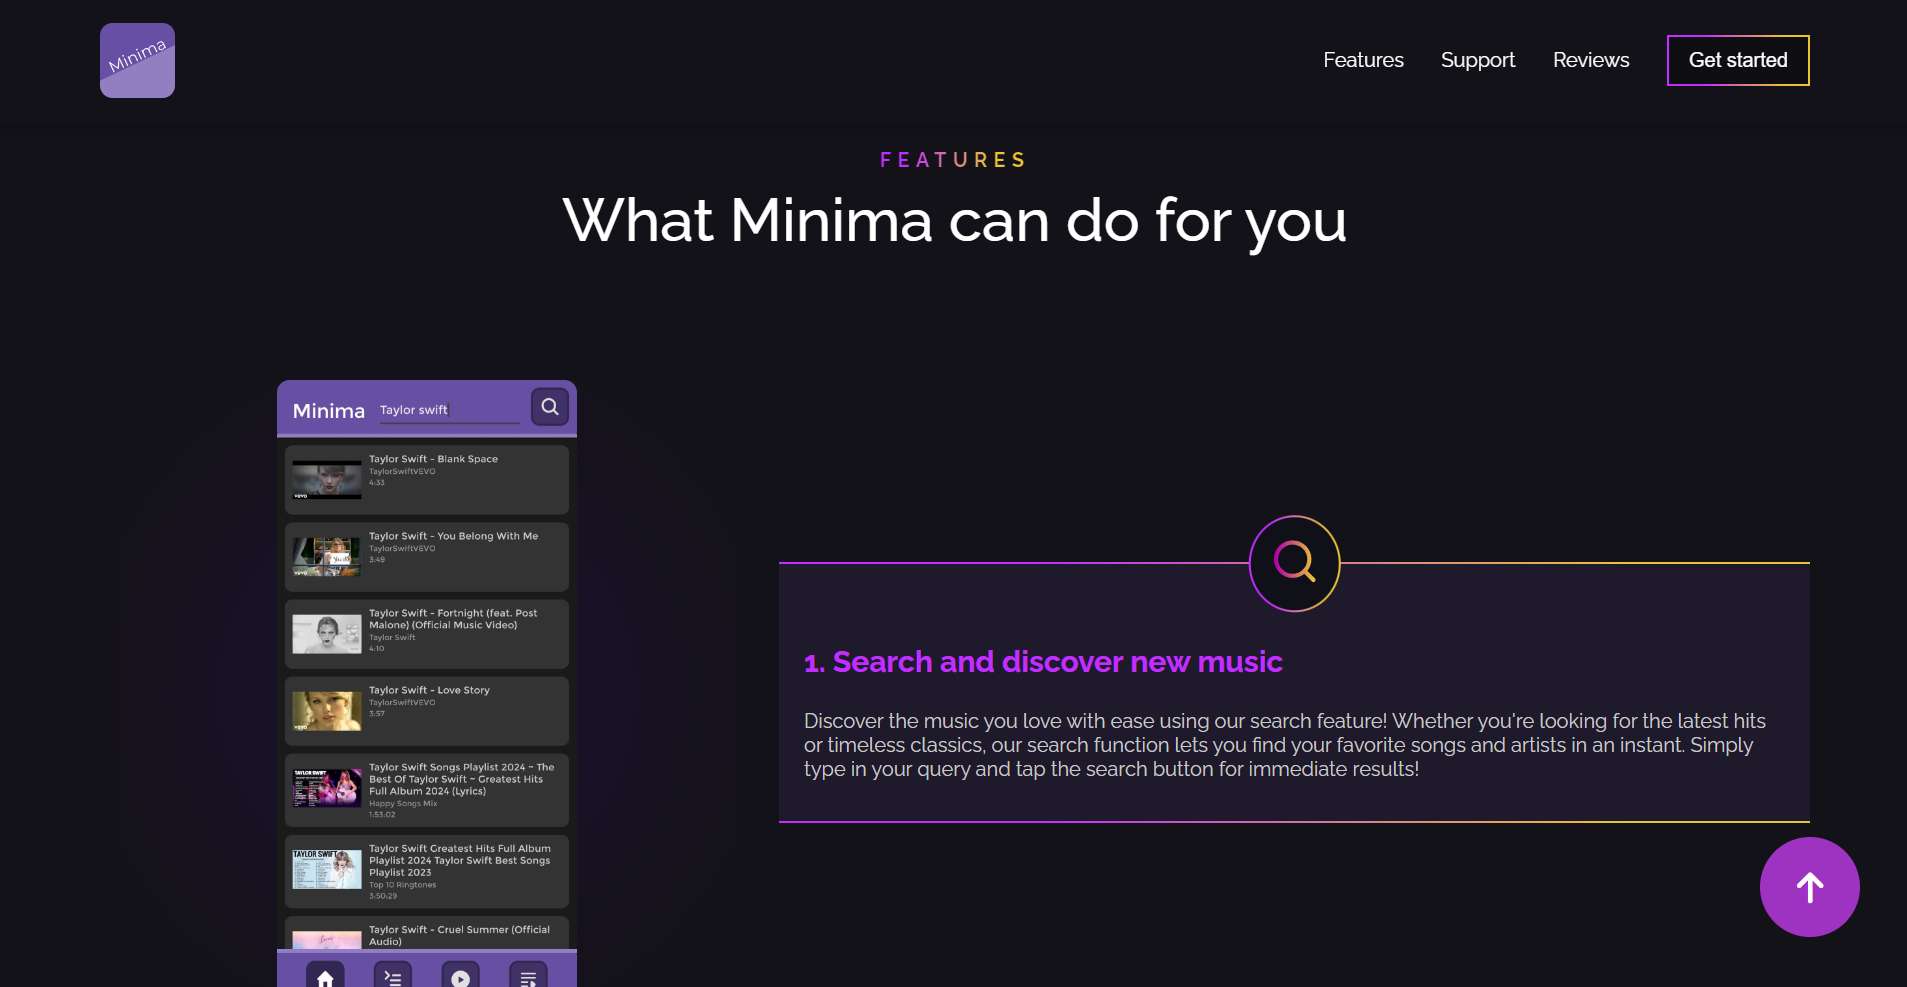 Minima
Features
Support
Reviews
Get started
FEATURES
What Minima can do for you
Minima
Taylor swift
Taylor Swift - Blank Space
TaylorSwiftVEVO
4:33
vevo
Taylor Swift - You Belong With Me
TaylorSwiftVEVO
3:49
vevo
Taylor Swift - Fortnight (feat. Post
Malone) (Official Music Video)
Taylor Swift
4:10
Taylor Swift - Love Story
TaylorSwiftVEVO
3:57
vevo
Taylor Swift Songs Playlist 2024 ~ The
Best Of Taylor Swift ~ Greatest Hits
Full Album 2024 (Lyrics)
Happy Songs Mix
1:53:02
TAYLOR SWIFT
Taylor Swift Greatest Hits Full Album
Playlist 2024 Taylor Swift Best Songs
Playlist 2023
Top 10 Ringtones
3:50:29
TAYLOR SWIFT
Taylor Swift - Cruel Summer (Official
Audio)
1. Search and discover new music
Discover the music you love with ease using our search feature! Whether you're looking for the latest hits
or timeless classics, our search function lets you find your favorite songs and artists in an instant. Simply
type in your query and tap the search button for immediate results!